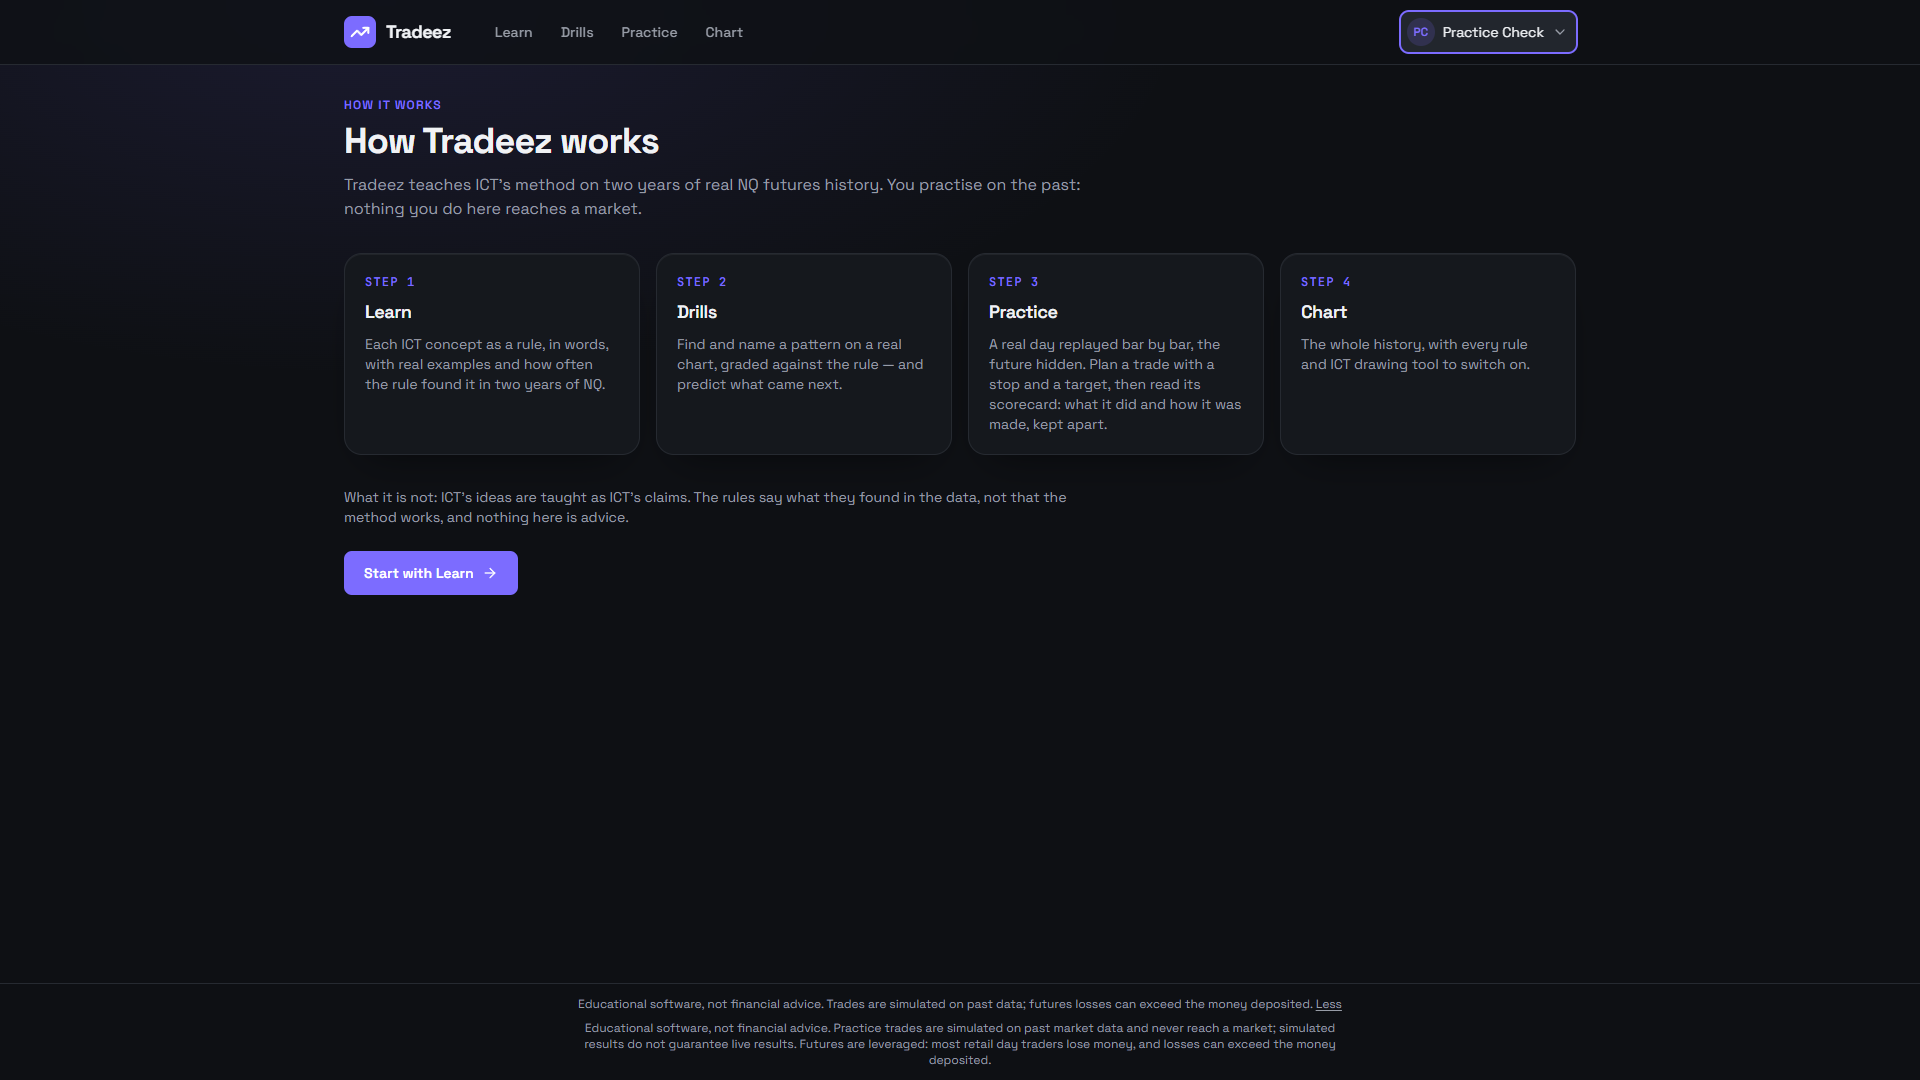 Tradeez
Learn
Drills
Practice
Chart
PC
Practice Check
HOW IT WORKS
How Tradeez works
Tradeez teaches ICT's method on two years of real NQ futures history. You practise on the past:
nothing you do here reaches a market.
STEP 1
Learn
Each ICT concept as a rule, in words,
with real examples and how often
the rule found it in two years of NQ.
STEP 2
Drills
Find and name a pattern on a real
chart, graded against the rule — and
predict what came next.
STEP 3
Practice
A real day replayed bar by bar, the
future hidden. Plan a trade with a
stop and a target, then read its
scorecard: what it did and how it was
made, kept apart.
STEP 4
Chart
The whole history, with every rule
and ICT drawing tool to switch on.
What it is not: ICT's ideas are taught as ICT's claims. The rules say what they found in the data, not that the
method works, and nothing here is advice.
Start with Learn
Educational software, not financial advice. Trades are simulated on past data; futures losses can exceed the money deposited. Less
Educational software, not financial advice. Practice trades are simulated on past market data and never reach a market; simulated
results do not guarantee live results. Futures are leveraged: most retail day traders lose money, and losses can exceed the money
deposited.